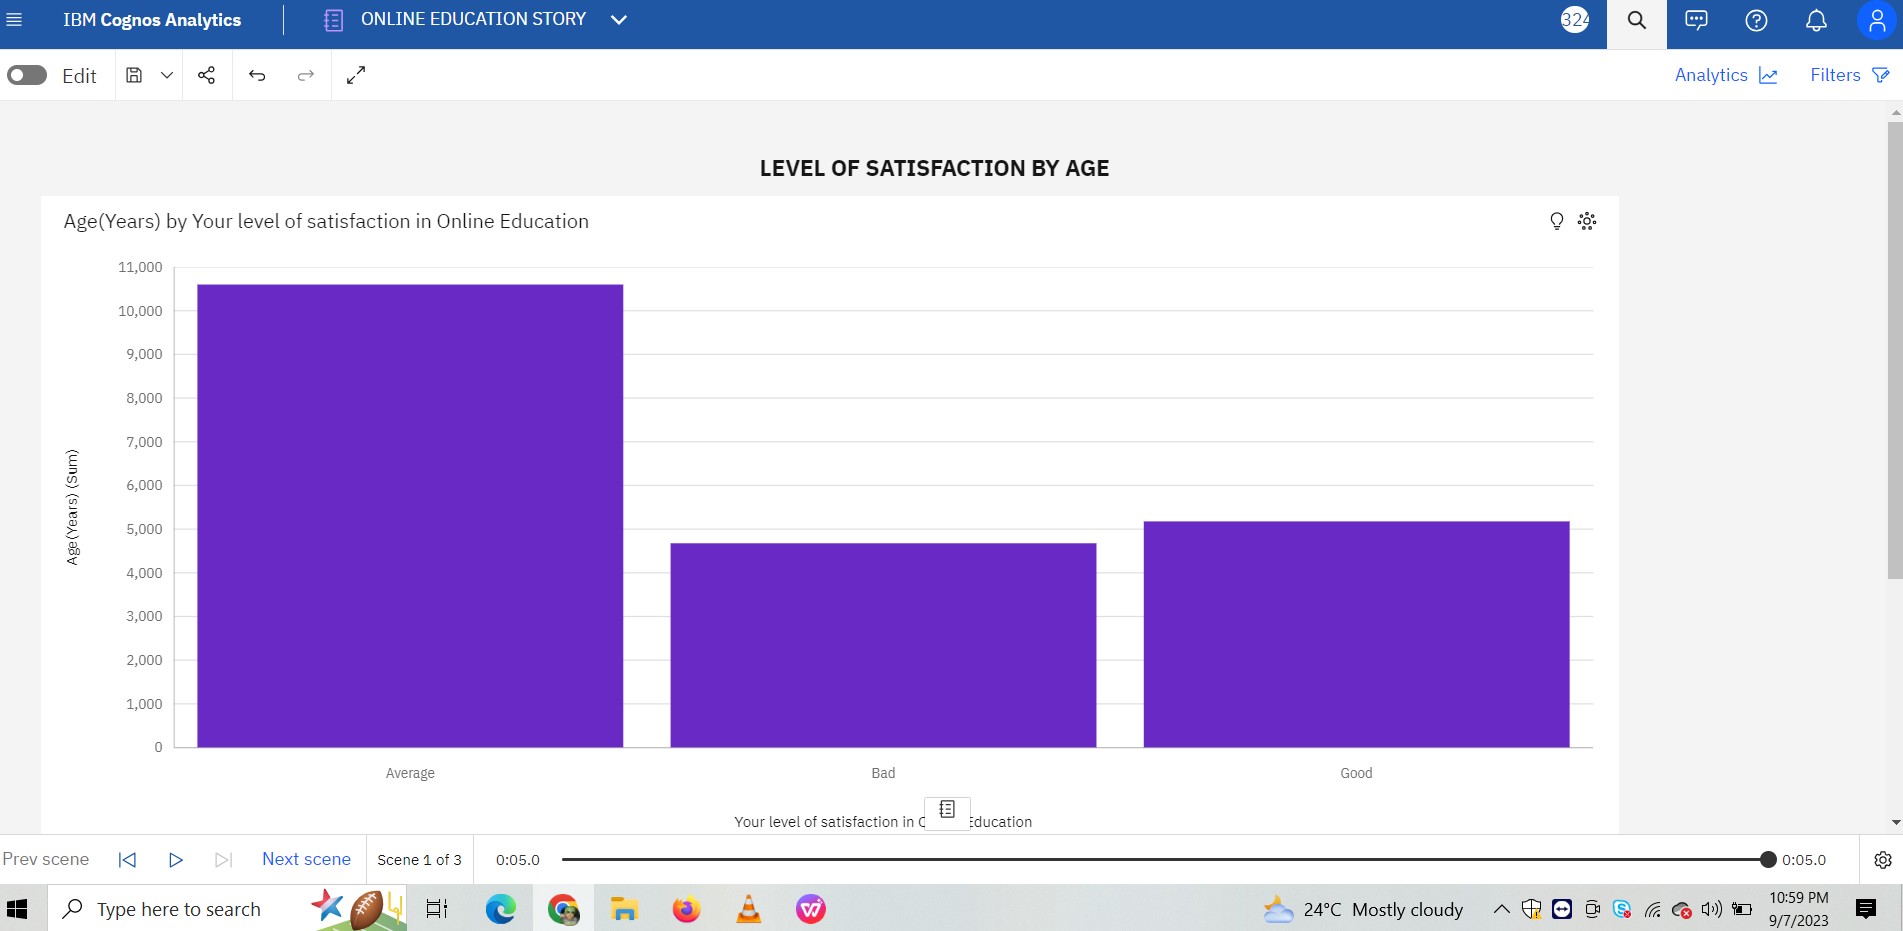 IBM Cognos Analytics
ONLINE EDUCATION STORY
324
Edit
Analytics
Filters
LEVEL OF SATISFACTION BY AGE
Age(Years) by Your level of satisfaction in Online Education
11,000
10,000
9,000
8,000
7,000
6,000
5,000
4,000
3,000
2,000
1,000
0
Age(Years) (Sum)
Average
Bad
Good
Your level of satisfaction in Education
Prev scene
Next scene
Scene 1 of 3
0:05.0
0:05.0
Type here to search
24°C Mostly cloudy
10:59 PM
9/7/2023